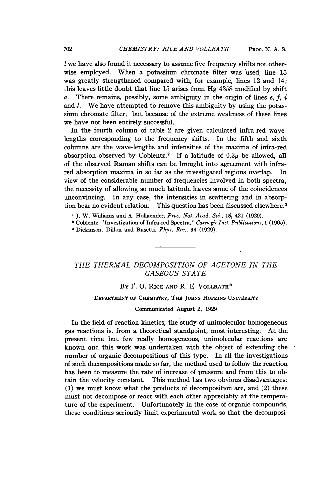 702 CHEMISTRY: RICE AND VOLLRATH PROC. N. A. S.
l we have also found it necessary to assume five frequency shifts not other-
wise employed. When a potassium chromate filter was used line 15
was greatly strengthened compared with, for example, lines 13 and 14;
this leaves little doubt that line 15 arises from Hg 4358 modified by shift
There remains, possibly, some ambiguity in the origin of lines
and l. We have attempted to remove this ambiguity by using the potas-
sium chromate filter; but because of the extreme weakness of these lines
we have not been entirely successful.
In the fourth column of table 2 are given calculated infra-red wave-
lengths corresponding to the frequency shifts. In the fifth and sixth
columns are the wave-lengths and intensities of the maxima of infra-red
absorption observed by Coblentz. If a latitude of 0.2μ be allowed, all
of the observed Raman shifts can be brought into agreement with infra-
red absorption maxima in so far as the investigated regions overlap. In
view of the considerable number of frequencies involved in both spectra,
the necessity of allowing so much latitude leaves some of the coincidences
unconvincing. In any case, the intensities in scattering and in absorp-
tion bear no evident relation. This question has been discussed elsewhere.
J. W. Williams and A. Hollaender, Proc. Nat. Acad. Sci., 15, 421 (1929).
Coblentz, "Investigation of Infra-red Spectra," Carnegie Inst. Publication, 1 (1905).
Dickinson, Dillon and Rasetti, Phys. Rev., 34 (1929).
THE THERMAL DECOMPOSITION OF ACETONE IN THE
GASEOUS STATE
BY F. O. RICE AND R. E. VOLLRATH*
DEPARTMENT OF CHEMISTRY, THE JOHNS HOPKINS UNIVERSITY
Communicated August 2, 1929
In the field of reaction kinetics, the study of unimolecular homogeneous
gas reactions is, from a theoretical standpoint, most interesting. At the
present time but few really homogeneous, unimolecular reactions are
known and this work was undertaken with the object of extending the
number of organic decompositions of this type. In all the investigations
of such decompositions made so far, the method used to follow the reaction
has been to measure the rate of increase of pressure and from this to ob-
tain the velocity constant. This method has two obvious disadvantages:
(1) we must know what the products of decomposition are, and (2) these
must not decompose or react with each other appreciably at the tempera-
ture of the experiment. Unfortunately in the case of organic compounds,
these conditions seriously limit experimental work so that the decomposi-